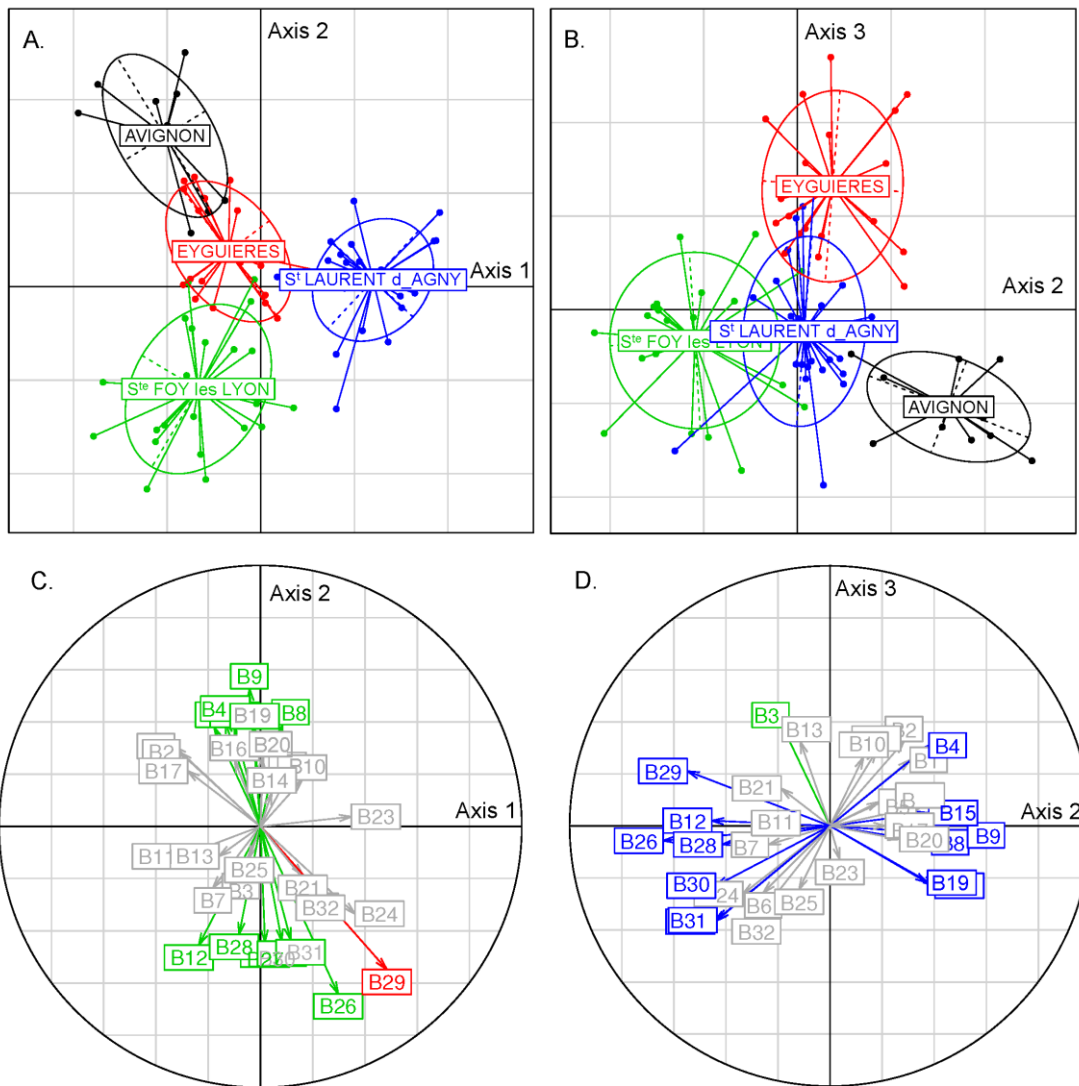 A.
Axis 2
AVIGNON
EYGUIERES
Axis 1
St LAURENT d_AGNY
Ste FOY les LYON
B.
Axis 3
EYGUIERES
Axis 2
St LAURENT d_AGNY
Ste FOY les LYON
AVIGNON
C.
Axis 2
B9
B4
B19
B8
B2
B16
B20
B10
B17
B14
Axis 1
B23
B11
B13
B25
B7
B3
B21
B32
B24
B12
B28
B31
B29
B26
D.
Axis 3
B3
B13
B10
B2
B4
B29
B21
Axis 2
B12
B11
B15
B26
B28
B7
B20
B9
B23
B30
B19
B6
B25
B31
B32